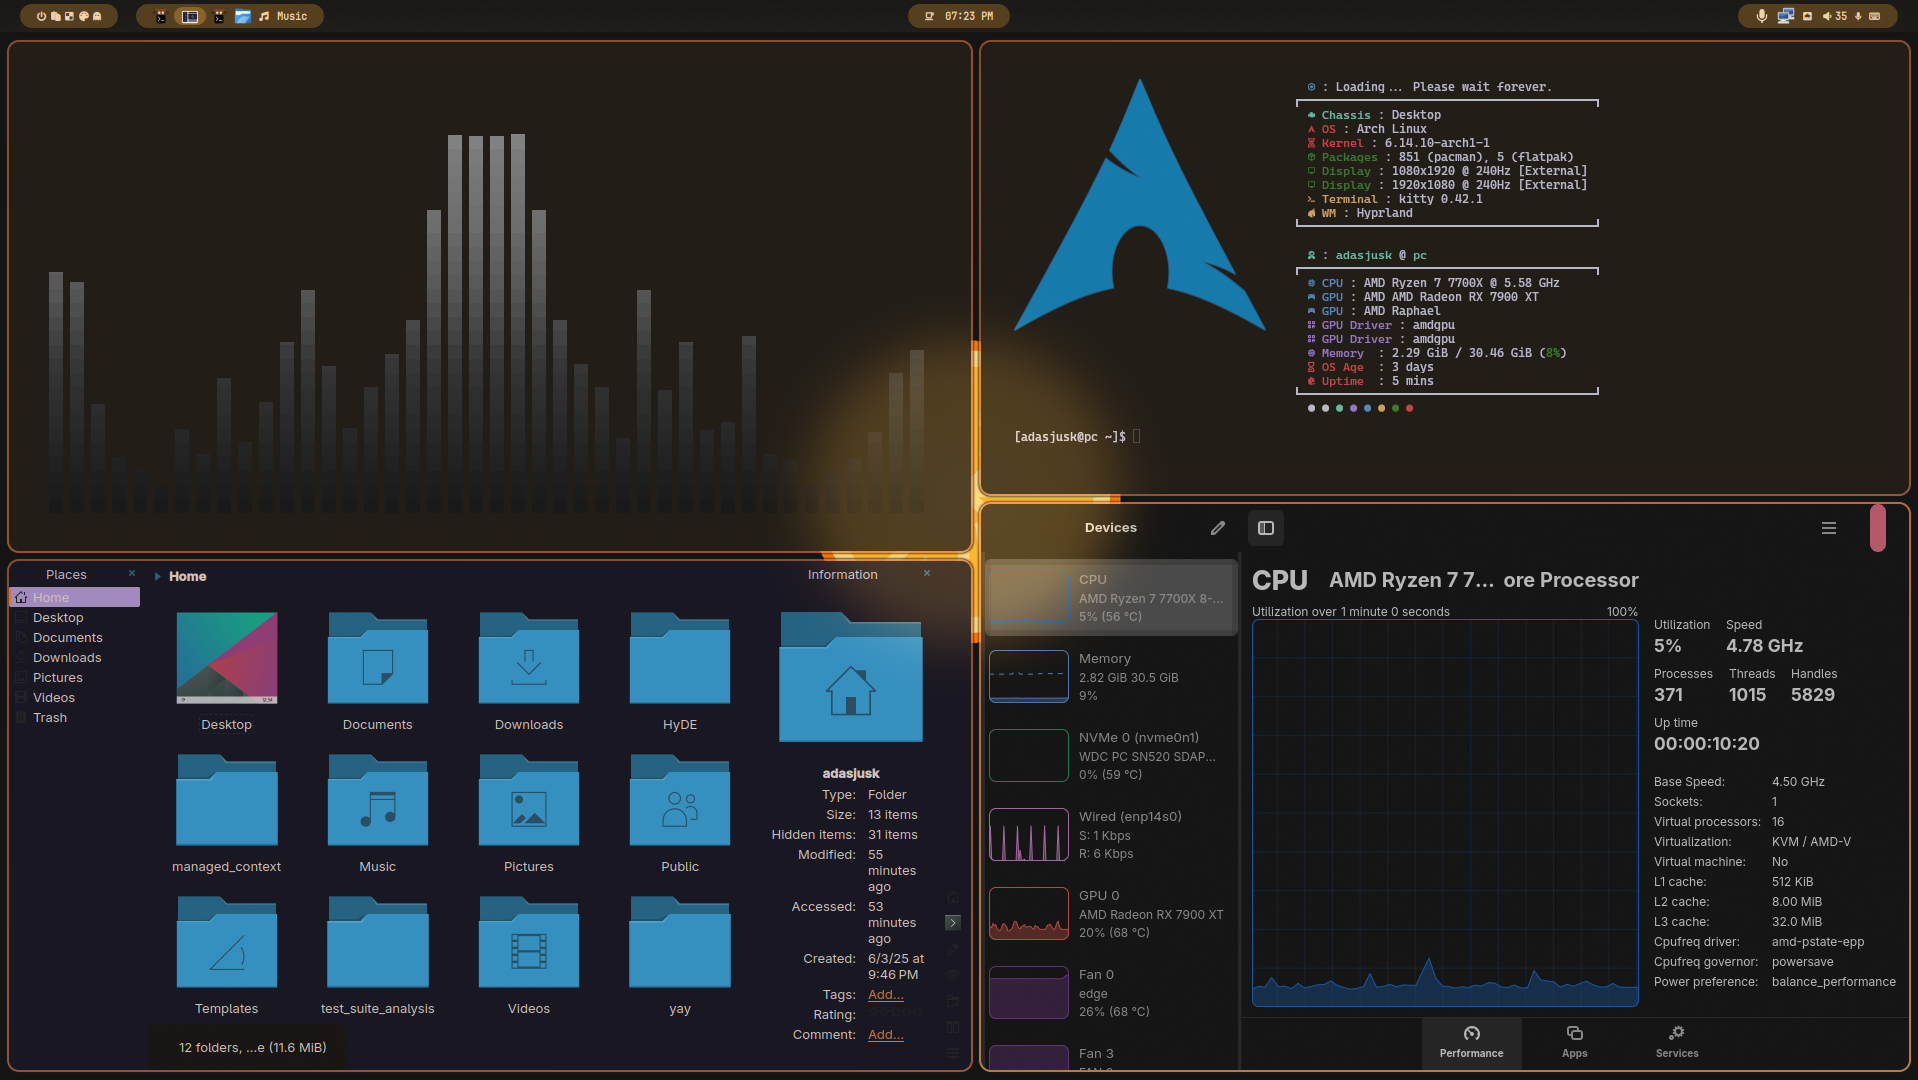 Music
07:23 PM
35
: Loading... Please wait forever.
Chassis : Desktop
OS : Arch Linux
Kernel : 6.14.10-arch1-1
Packages : 851 (pacman), 5 (flatpak)
Display : 1080x1920 @ 240Hz [External]
Display : 1920x1080 @ 240Hz [External]
Terminal : kitty 0.42.1
WM : Hyprland
: adasjusk @ pc
CPU : AMD Ryzen 7 7700X @ 5.58 GHz
GPU : AMD AMD Radeon RX 7900 XT
GPU : AMD Raphael
GPU Driver : amdgpu
GPU Driver : amdgpu
Memory : 2.29 GiB / 30.46 GiB (8%)
OS Age : 3 days
Uptime : 5 mins
[adasjusk@pc ~]$
Places
Home
Desktop
Documents
Downloads
Pictures
Videos
Trash
Home
Desktop
Documents
Downloads
HyDE
managed_context
Music
Pictures
Public
Templates
test_suite_analysis
Videos
yay
12 folders, ...e (11.6 MiB)
Information
adasjusk
Type: Folder
Size: 13 items
Hidden items: 31 items
Modified: 55
minutes
ago
Accessed: 53
minutes
ago
Created: 6/3/25 at
9:46 PM
Tags: Add...
Rating:
Comment: Add...
Devices
CPU
AMD Ryzen 7 7700X 8-...
5% (56 °C)
Memory
2.82 GiB 30.5 GiB
9%
NVMe 0 (nvme0n1)
WDC PC SN520 SDAP...
0% (59 °C)
Wired (enp14s0)
S: 1 Kbps
R: 6 Kbps
GPU 0
AMD Radeon RX 7900 XT
20% (68 °C)
Fan 0
edge
26% (68 °C)
Fan 3
CPU AMD Ryzen 7 7... ore Processor
Utilization over 1 minute 0 seconds 100%
Utilization Speed
5% 4.78 GHz
Processes Threads Handles
371 1015 5829
Up time
00:00:10:20
Base Speed: 4.50 GHz
Sockets: 1
Virtual processors: 16
Virtualization: KVM / AMD-V
Virtual machine: No
L1 cache: 512 KiB
L2 cache: 8.00 MiB
L3 cache: 32.0 MiB
Cpufreq driver: amd-pstate-epp
Cpufreq governor: powersave
Power preference: balance_performance
Performance
Apps
Services